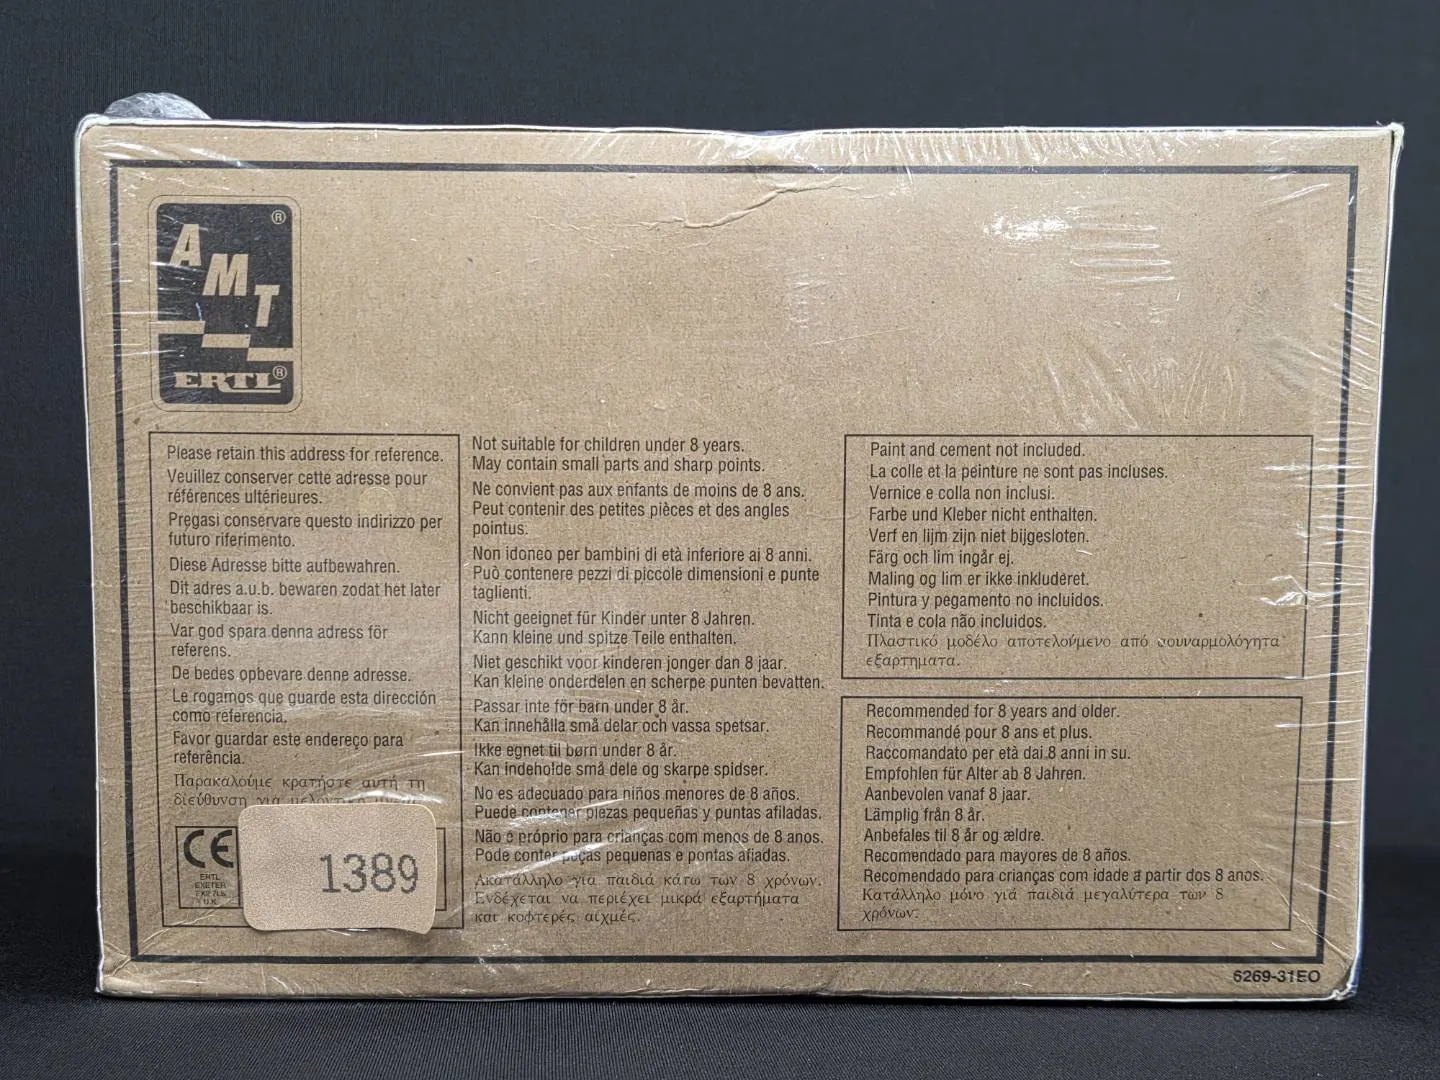 AMT®
ERTL®
Please retain this address for reference.
Veuillez conserver cette adresse pour
références ultérieures.
Pregasi conservare questo indirizzo per
futuro riferimento.
Diese Adresse bitte aufbewahren.
Dit adres a.u.b. bewaren zodat het later
beschikbaar is.
Var god spara denna adress för
referens.
De bedes opbevare denne adresse.
Le rogamos que guarde esta dirección
como referencia.
Favor guardar este endereço para
referência.
Παρακαλούμε κρατήστε αυτή τη
διεύθυνση για
CE
ERTL
EXETER
EX2 7LS
U.K.
1389
Not suitable for children under 8 years.
May contain small parts and sharp points.
Ne convient pas aux enfants de moins de 8 ans.
Peut contenir des petites pièces et des angles
pointus.
Non idoneo per bambini di età inferiore ai 8 anni.
Può contenere pezzi di piccole dimensioni e punte
taglienti.
Nicht geeignet für Kinder unter 8 Jahren.
Kann kleine und spitze Teile enthalten.
Niet geschikt voor kinderen jonger dan 8 jaar.
Kan kleine onderdelen en scherpe punten bevatten.
Passar inte för barn under 8 år.
Kan innehålla små delar och vassa spetsar.
Ikke egnet til børn under 8 år.
Kan indeholde små dele og skarpe spidser.
No es adecuado para niños menores de 8 años.
Puede contener piezas pequeñas y puntas afiladas.
Não é próprio para crianças com menos de 8 anos.
Pode conter peças pequenas e pontas afiadas.
Ακατάλληλο για παιδιά κάτω των 8 χρόνων.
Ενδέχεται να περιέχει μικρά εξαρτήματα
και κοφτερές αίχμές.
Paint and cement not included.
La colle et la peinture ne sont pas incluses.
Vernice e colla non inclusi.
Farbe und Kleber nicht enthalten.
Verf en lijm zijn niet bijgesloten.
Färg och lim ingår ej.
Maling og lim er ikke inkluderet.
Pintura y pegamento no incluidos.
Tinta e cola não incluidos.
Πλαστικό μοδέλο αποτελούμενο από συναρμολόγητα
εξαρτηματα.
Recommended for 8 years and older.
Recommandé pour 8 ans et plus.
Raccomandato per età dai 8 anni in su.
Empfohlen für Alter ab 8 Jahren.
Aanbevolen vanaf 8 jaar.
Lämplig från 8 år.
Anbefales til 8 år og ældre.
Recomendado para mayores de 8 años.
Recomendado para crianças com idade a partir dos 8 anos.
Κατάλληλο μόνο γιά παιδιά μεγαλύτερα των 8
χρόνων.
6269-31EO